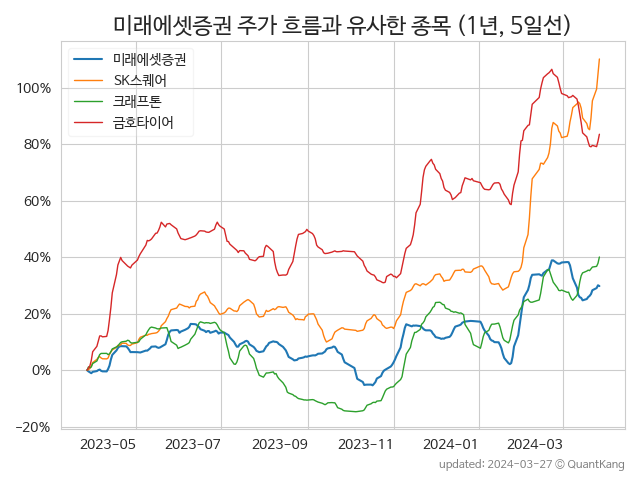 미래에셋증권 주가 흐름과 유사한 종목 (1년, 5일선)
미래에셋증권
SK스퀘어
크래프톤
금호타이어
100%
80%
60%
40%
20%
0%
−20%
2023-05 2023-07 2023-09 2023-11 2024-01 2024-03
updated: 2024-03-27 © QuantKang